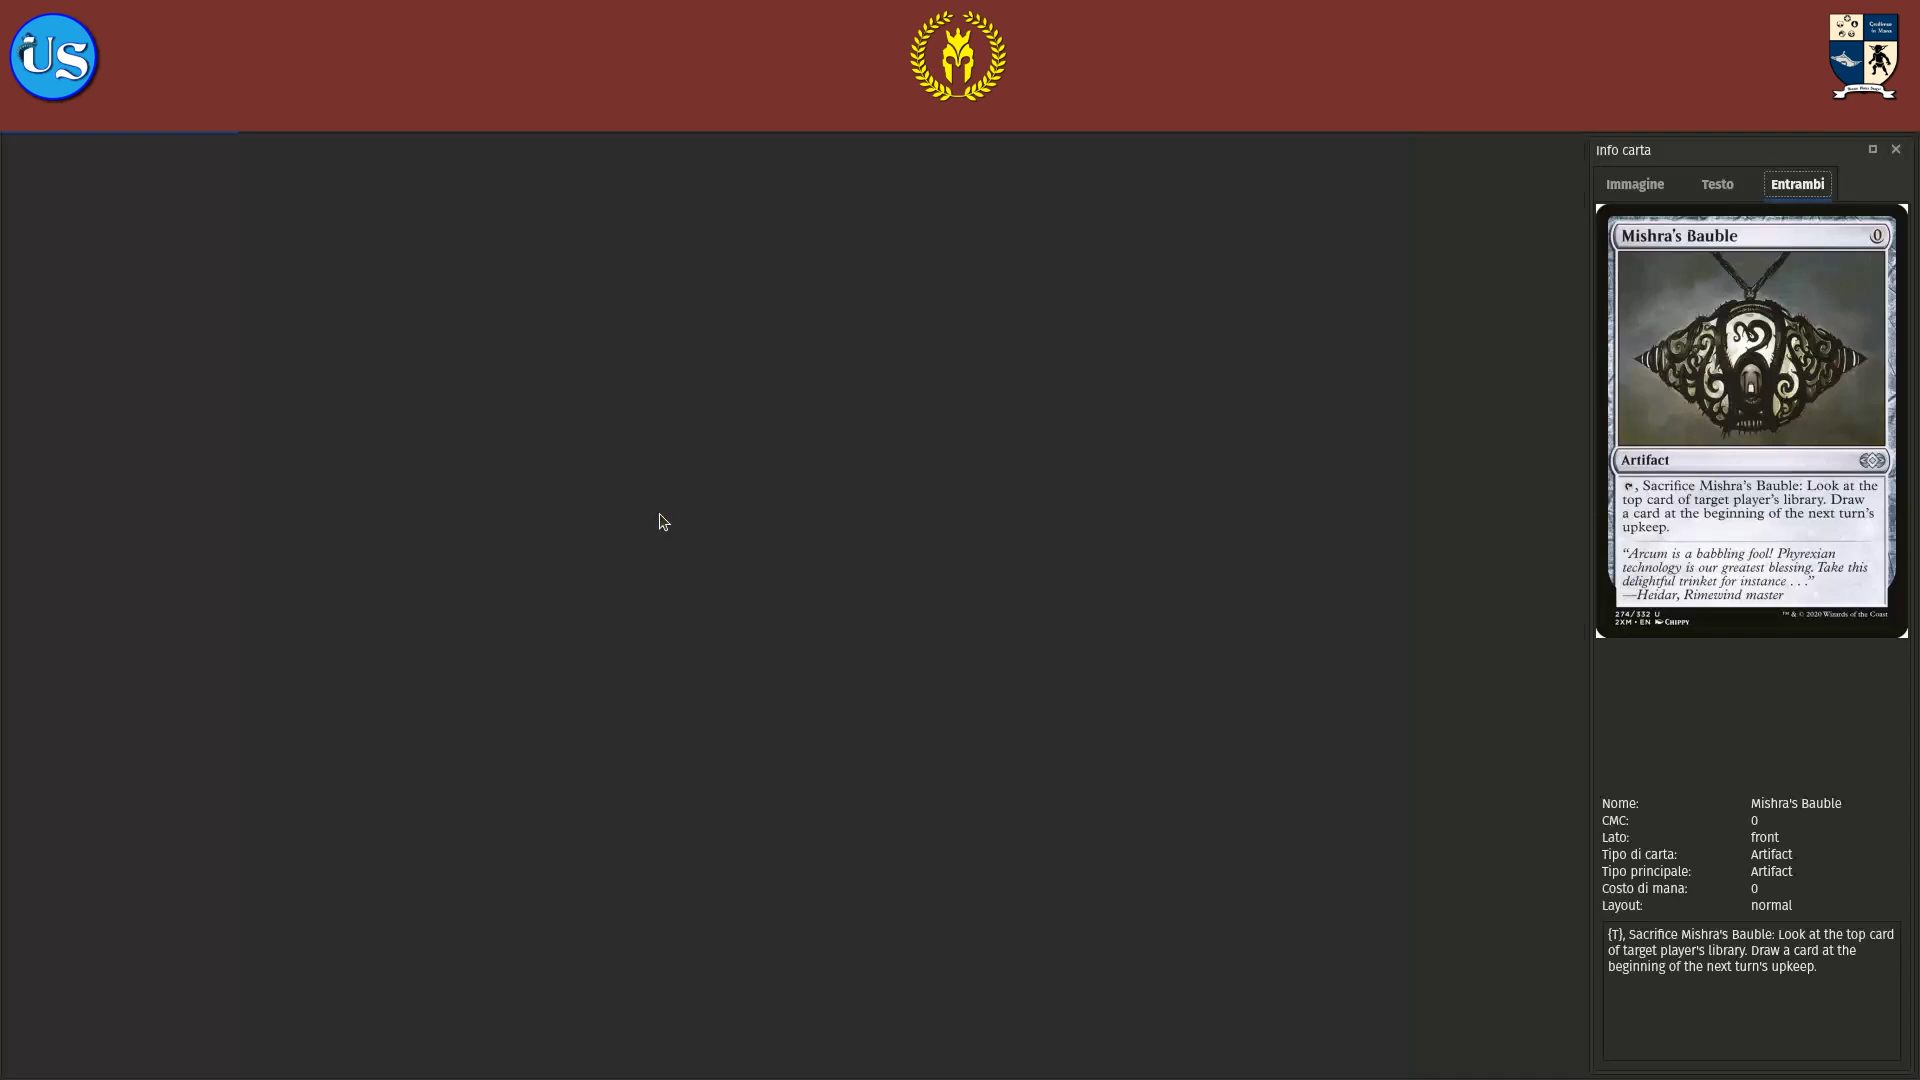 US
Info carta
Immagine
Testo
Entrambi
Mishra's Bauble
0
Artifact
, Sacrifice Mishra's Bauble: Look at the
top card of target player's library. Draw
a card at the beginning of the next turn's
upkeep.
"Arcum is a babbling fool! Phyrexian
technology is our greatest blessing. Take this
delightful trinket for instance . . ."
—Heidar, Rimewind master
274/332 U
™ & © 2020 Wizards of the Coast
2XM • EN CHIPPY
Nome: Mishra's Bauble
CMC: 0
Lato: front
Tipo di carta: Artifact
Tipo principale: Artifact
Costo di mana: 0
Layout: normal
{T}, Sacrifice Mishra's Bauble: Look at the top card
of target player's library. Draw a card at the
beginning of the next turn's upkeep.